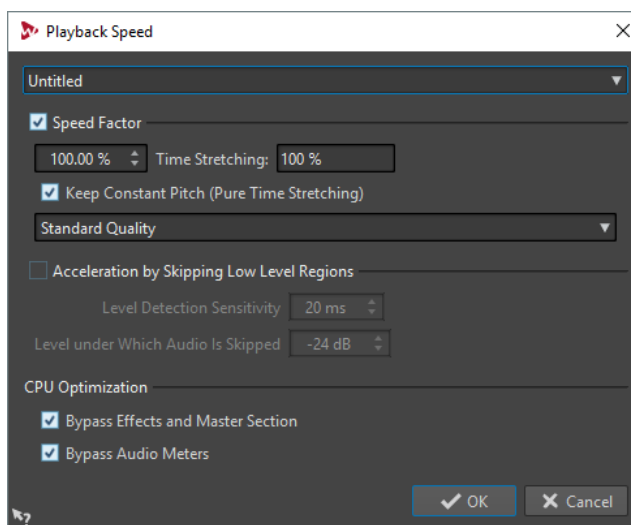 Playback Speed
Untitled
Speed Factor
100.00 % Time Stretching: 100 %
Keep Constant Pitch (Pure Time Stretching)
Standard Quality
Acceleration by Skipping Low Level Regions
Level Detection Sensitivity 20 ms
Level under Which Audio Is Skipped -24 dB
CPU Optimization
Bypass Effects and Master Section
Bypass Audio Meters
OK Cancel
?